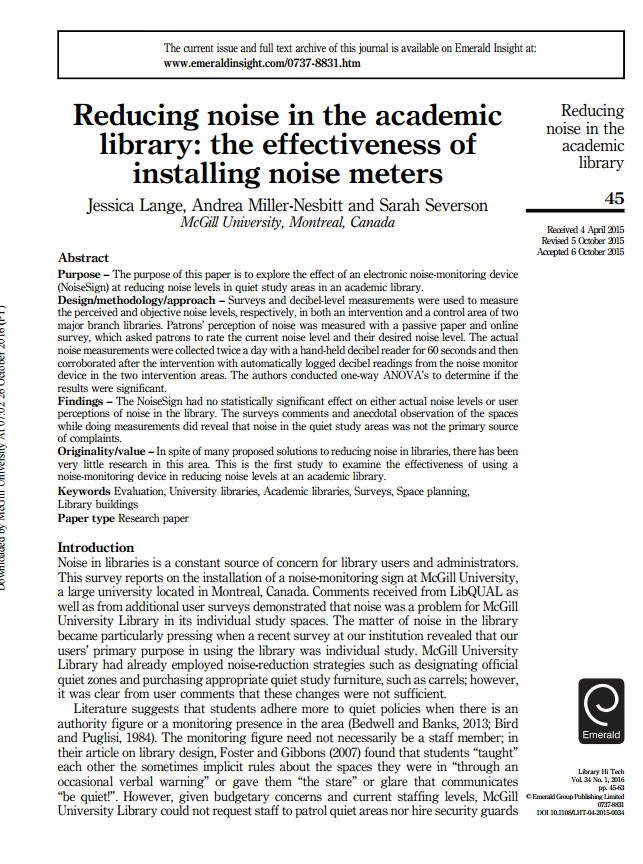 The current issue and full text archive of this journal is available on Emerald Insight at:
www.emeraldinsight.com/0737-8831.htm
Reducing noise in the academic
library: the effectiveness of
installing noise meters
Jessica Lange, Andrea Miller-Nesbitt and Sarah Severson
McGill University, Montreal, Canada
Abstract
Purpose – The purpose of this paper is to explore the effect of an electronic noise-monitoring device
(NoiseSign) at reducing noise levels in quiet study areas in an academic library.
Design/methodology/approach – Surveys and decibel-level measurements were used to measure
the perceived and objective noise levels, respectively, in both an intervention and a control area of two
major branch libraries. Patrons' perception of noise was measured with a passive paper and online
survey, which asked patrons to rate the current noise level and their desired noise level. The actual
noise measurements were collected twice a day with a hand-held decibel reader for 60 seconds and then
corroborated after the intervention with automatically logged decibel readings from the noise monitor
device in the two intervention areas. The authors conducted one-way ANOVA's to determine if the
results were significant.
Findings – The NoiseSign had no statistically significant effect on either actual noise levels or user
perceptions of noise in the library. The surveys comments and anecdotal observation of the spaces
while doing measurements did reveal that noise in the quiet study areas was not the primary source
of complaints.
Originality/value – In spite of many proposed solutions to reducing noise in libraries, there has been
very little research in this area. This is the first study to examine the effectiveness of using a
noise-monitoring device in reducing noise levels at an academic library.
Keywords Evaluation, University libraries, Academic libraries, Surveys, Space planning,
Library buildings
Paper type Research paper
Introduction
Noise in libraries is a constant source of concern for library users and administrators.
This survey reports on the installation of a noise-monitoring sign at McGill University,
a large university located in Montreal, Canada. Comments received from LibQUAL as
well as from additional user surveys demonstrated that noise was a problem for McGill
University Library in its individual study spaces. The matter of noise in the library
became particularly pressing when a recent survey at our institution revealed that our
users' primary purpose in using the library was individual study. McGill University
Library had already employed noise-reduction strategies such as designating official
quiet zones and purchasing appropriate quiet study furniture, such as carrels; however,
it was clear from user comments that these changes were not sufficient.
Literature suggests that students adhere more to quiet policies when there is an
authority figure or a monitoring presence in the area (Bedwell and Banks, 2013; Bird
and Puglisi, 1984). The monitoring figure need not necessarily be a staff member; in
their article on library design, Foster and Gibbons (2007) found that students "taught"
each other the sometimes implicit rules about the spaces they were in "through an
occasional verbal warning" or gave them "the stare" or glare that communicates
"be quiet!". However, given budgetary concerns and current staffing levels, McGill
University Library could not request staff to patrol quiet areas nor hire security guards
Reducing
noise in the
academic
library
45
Received 4 April 2015
Revised 5 October 2015
Accepted 6 October 2015
Emerald
Library Hi Tech
Vol. 34 No. 1, 2016
pp. 45-63
© Emerald Group Publishing Limited
0737-8831
DOI 10.1108/LHT-04-2015-0034
Downloaded by McGill University At 07:02 26 October 2016 (PT)